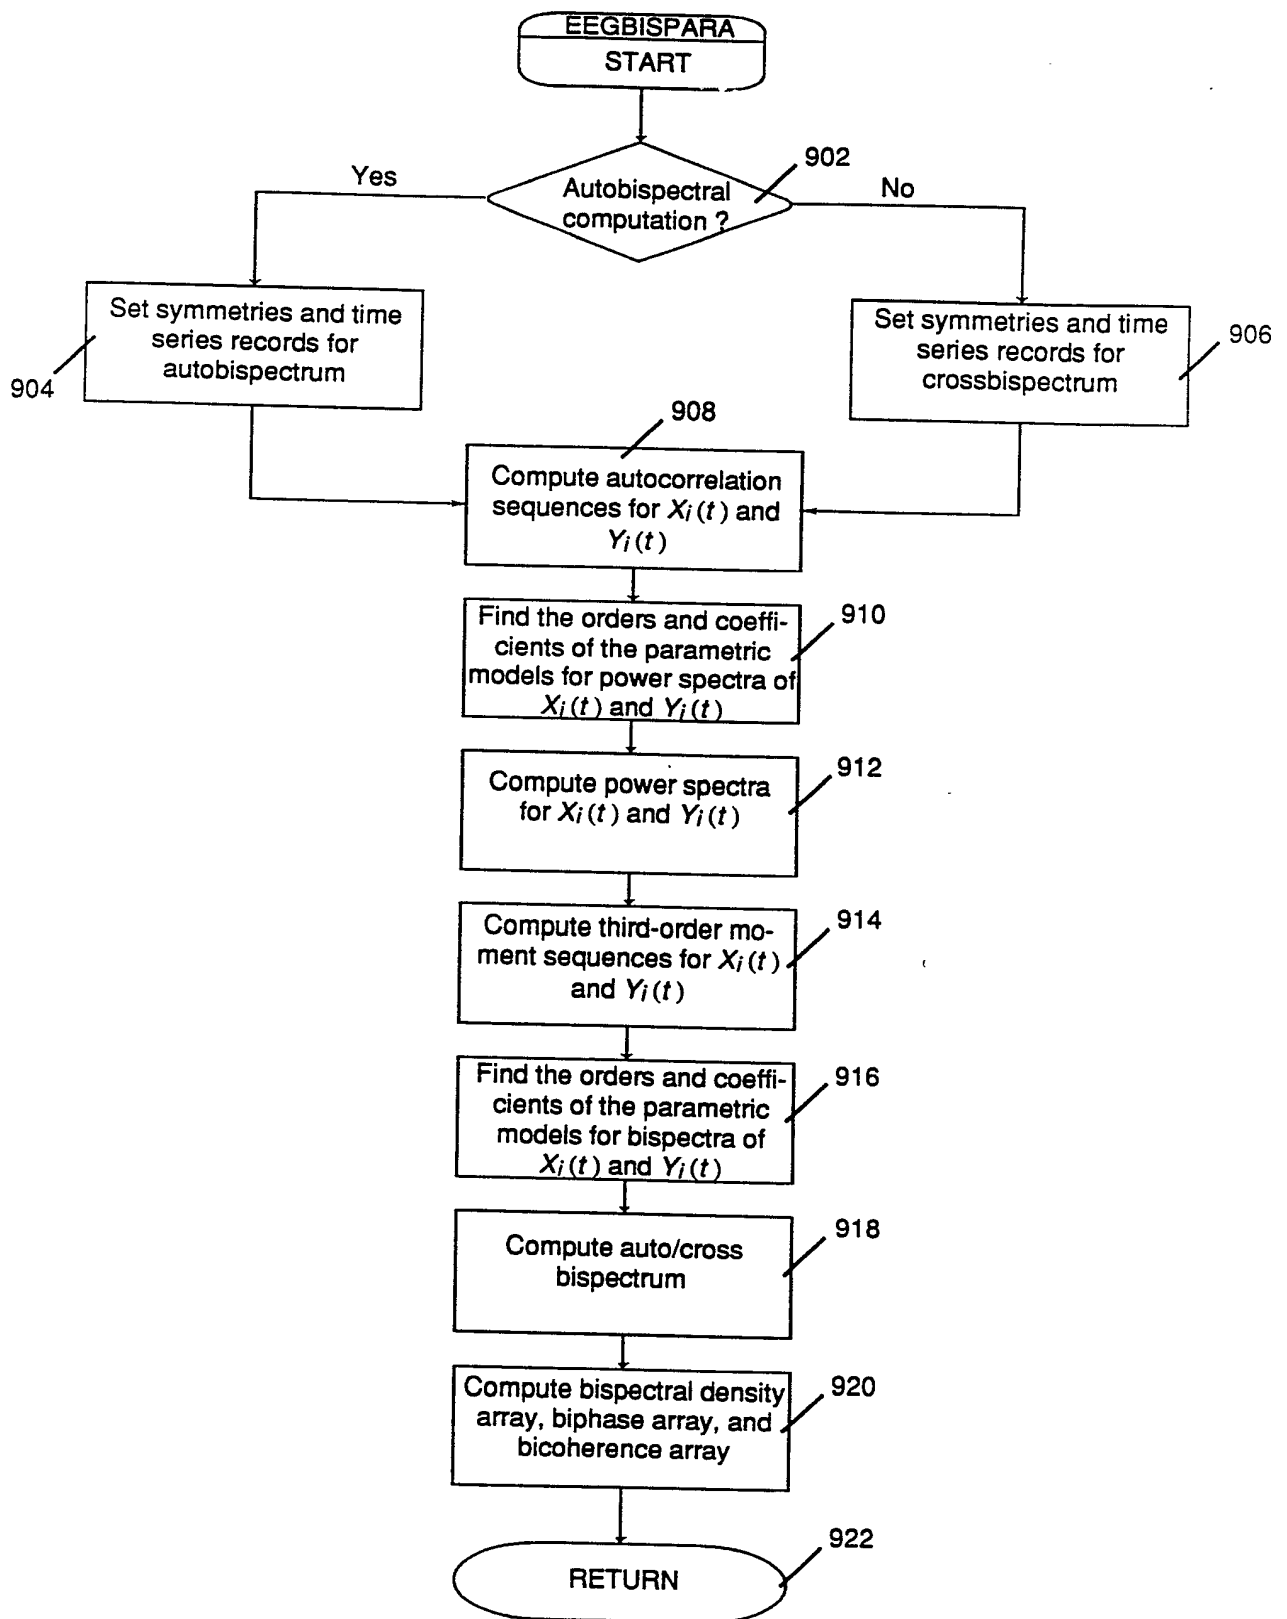 EEGBISPARA
START
902
Autobispectral
computation ?
Yes
No
Set symmetries and time
series records for
autobispectrum
904
Set symmetries and time
series records for
crossbispectrum
906
908
Compute autocorrelation
sequences for Xi(t) and
Yi(t)
Find the orders and coeffi-
cients of the parametric
models for power spectra of
Xi(t) and Yi(t)
910
Compute power spectra
for Xi(t) and Yi(t)
912
Compute third-order mo-
ment sequences for Xi(t)
and Yi(t)
914
Find the orders and coeffi-
cients of the parametric
models for bispectra of
Xi(t) and Yi(t)
916
Compute auto/cross
bispectrum
918
Compute bispectral density
array, biphase array, and
bicoherence array
920
RETURN
922